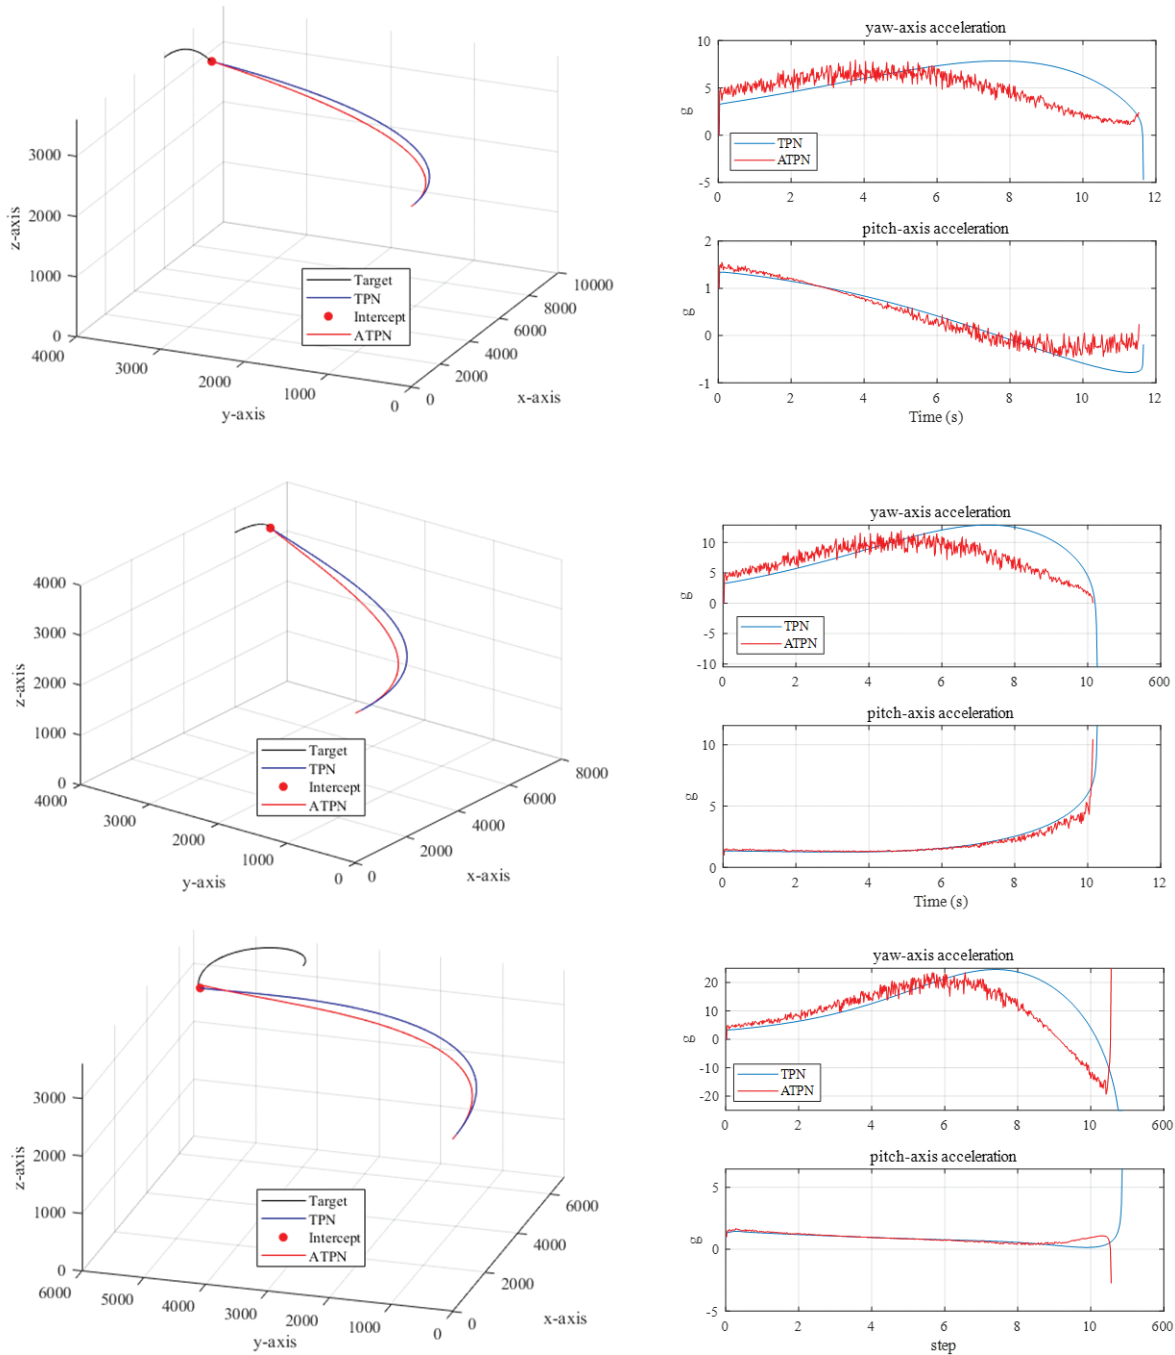 3000
2000
1000
0
z-axis
4000
3000
2000
1000
0
y-axis
0
2000
4000
6000
8000
10000
x-axis
Target
TPN
Intercept
ATPN
yaw-axis acceleration
10
5
0
-5
g
TPN
ATPN
0 2 4 6 8 10 12
pitch-axis acceleration
2
1
0
-1
g
0 2 4 6 8 10 12
Time (s)
4000
3000
2000
1000
0
z-axis
4000
3000
2000
1000
0
y-axis
0
2000
4000
6000
8000
x-axis
Target
TPN
Intercept
ATPN
yaw-axis acceleration
10
5
0
-5
-10
g
TPN
ATPN
0 2 4 6 8 10 600
pitch-axis acceleration
10
5
0
g
0 2 4 6 8 10 12
Time (s)
3000
2000
1000
0
z-axis
6000
5000
4000
3000
2000
1000
0
y-axis
0
2000
4000
6000
x-axis
Target
TPN
Intercept
ATPN
yaw-axis acceleration
20
10
0
-10
-20
g
TPN
ATPN
0 2 4 6 8 10 600
pitch-axis acceleration
5
0
-5
g
0 2 4 6 8 10 600
step